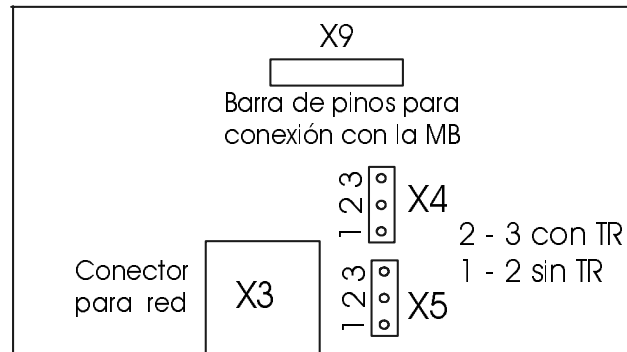 X9
Barra de pinos para
conexión con la MB
1 2 3
X4
2 - 3 con TR
1 - 2 sin TR
Conector
para red
X3
1 2 3
X5